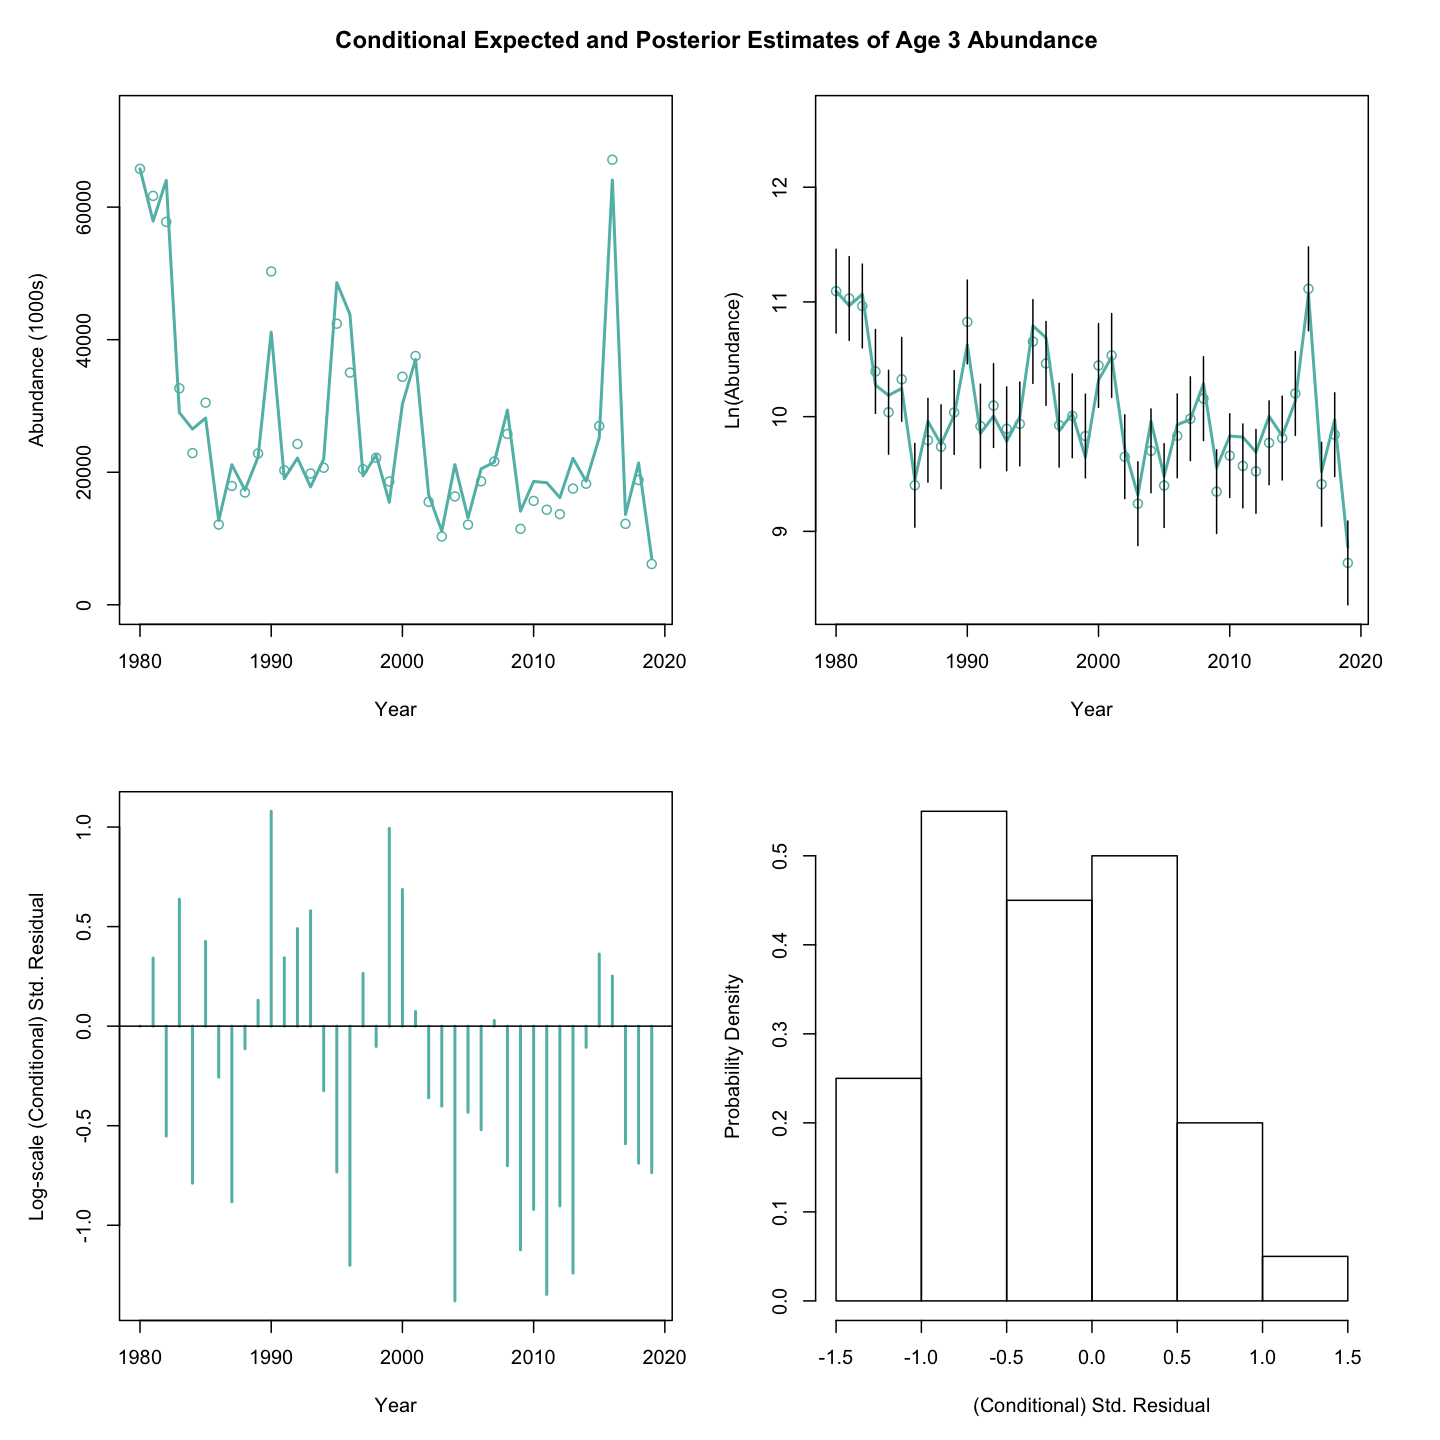 Conditional Expected and Posterior Estimates of Age 3 Abundance
Abundance (1000s)
60000
40000
20000
0
1980 1990 2000 2010 2020
Year
Ln(Abundance)
12
11
10
9
1980 1990 2000 2010 2020
Year
Log-scale (Conditional) Std. Residual
1.0
0.5
0.0
-0.5
-1.0
1980 1990 2000 2010 2020
Year
Probability Density
0.5
0.4
0.3
0.2
0.1
0.0
-1.5 -1.0 -0.5 0.0 0.5 1.0 1.5
(Conditional) Std. Residual